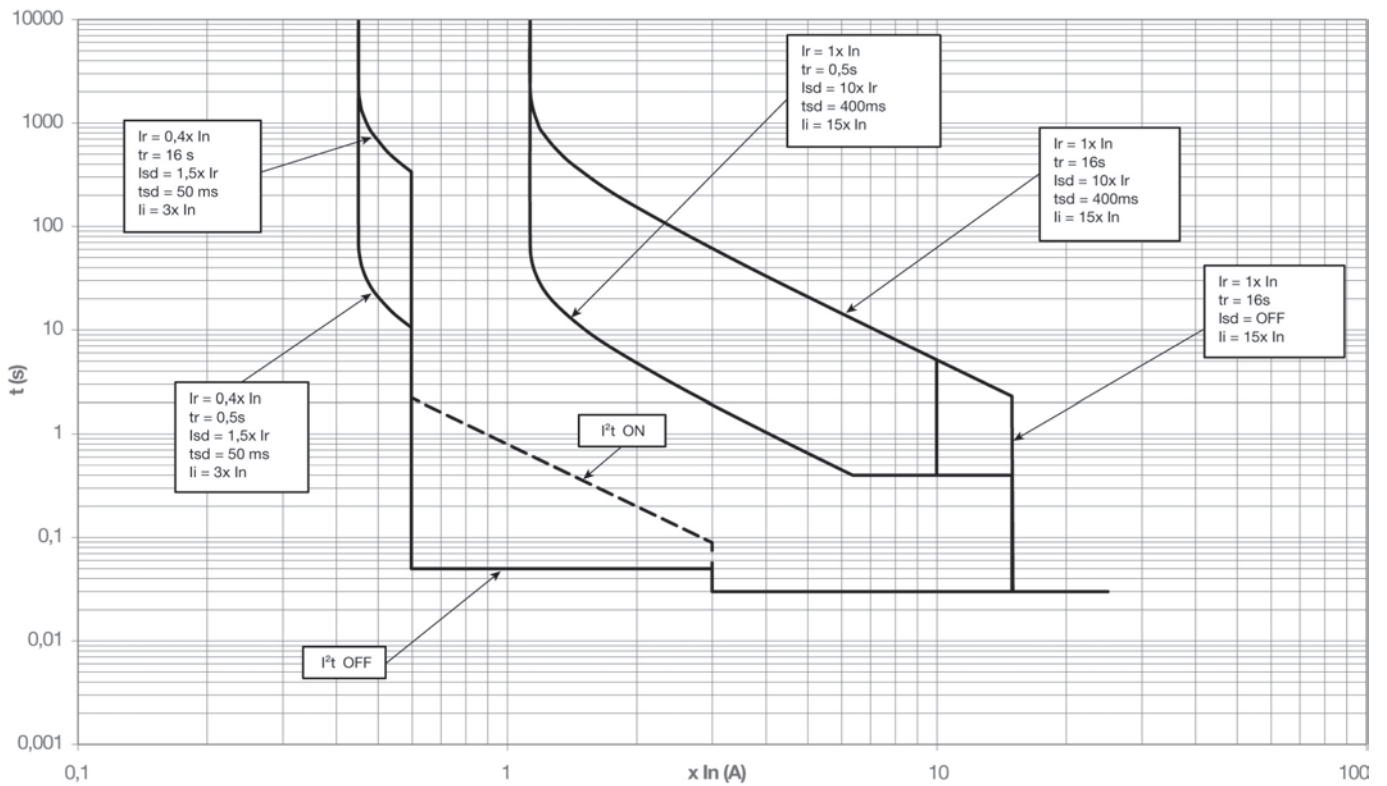 10000
1000
100
10
1
0,1
0,01
0,001
t (s)
0,1
1
x In (A)
10
100
Ir = 0,4x In
tr = 16 s
Isd = 1,5x Ir
tsd = 50 ms
Ii = 3x In
Ir = 0,4x In
tr = 0,5s
Isd = 1,5x Ir
tsd = 50 ms
Ii = 3x In
I²t OFF
I²t ON
Ir = 1x In
tr = 0,5s
Isd = 10x Ir
tsd = 400ms
Ii = 15x In
Ir = 1x In
tr = 16s
Isd = 10x Ir
tsd = 400ms
Ii = 15x In
Ir = 1x In
tr = 16s
Isd = OFF
Ii = 15x In